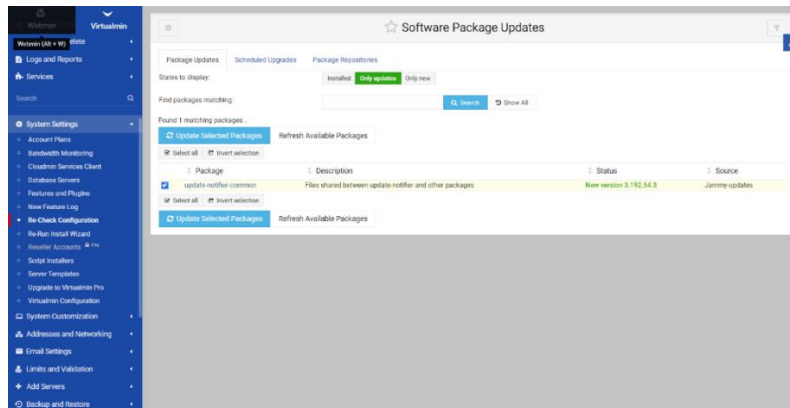 Webmin
Virtualmin
Webmin (Alt + W)
elete
Logs and Reports
Services
Search
System Settings
Account Plans
Bandwidth Monitoring
Cloudmin Services Client
Database Servers
Features and Plugins
New Feature Log
Re-Check Configuration
Re-Run Install Wizard
Reseller Accounts Pro
Script Installers
Server Templates
Upgrade to Virtualmin Pro
Virtualmin Configuration
System Customization
Addresses and Networking
Email Settings
Limits and Validation
Add Servers
Backup and Restore
Software Package Updates
Package Updates Scheduled Upgrades Package Repositories
States to display: Installed Only updates Only new
Find packages matching: Search Show All
Found 1 matching packages ..
Update Selected Packages Refresh Available Packages
Select all Invert selection
Package Description Status Source
update-notifier-common Files shared between update-notifier and other packages New version 3.192.54.3 Jammy-updates
Select all Invert selection
Update Selected Packages Refresh Available Packages